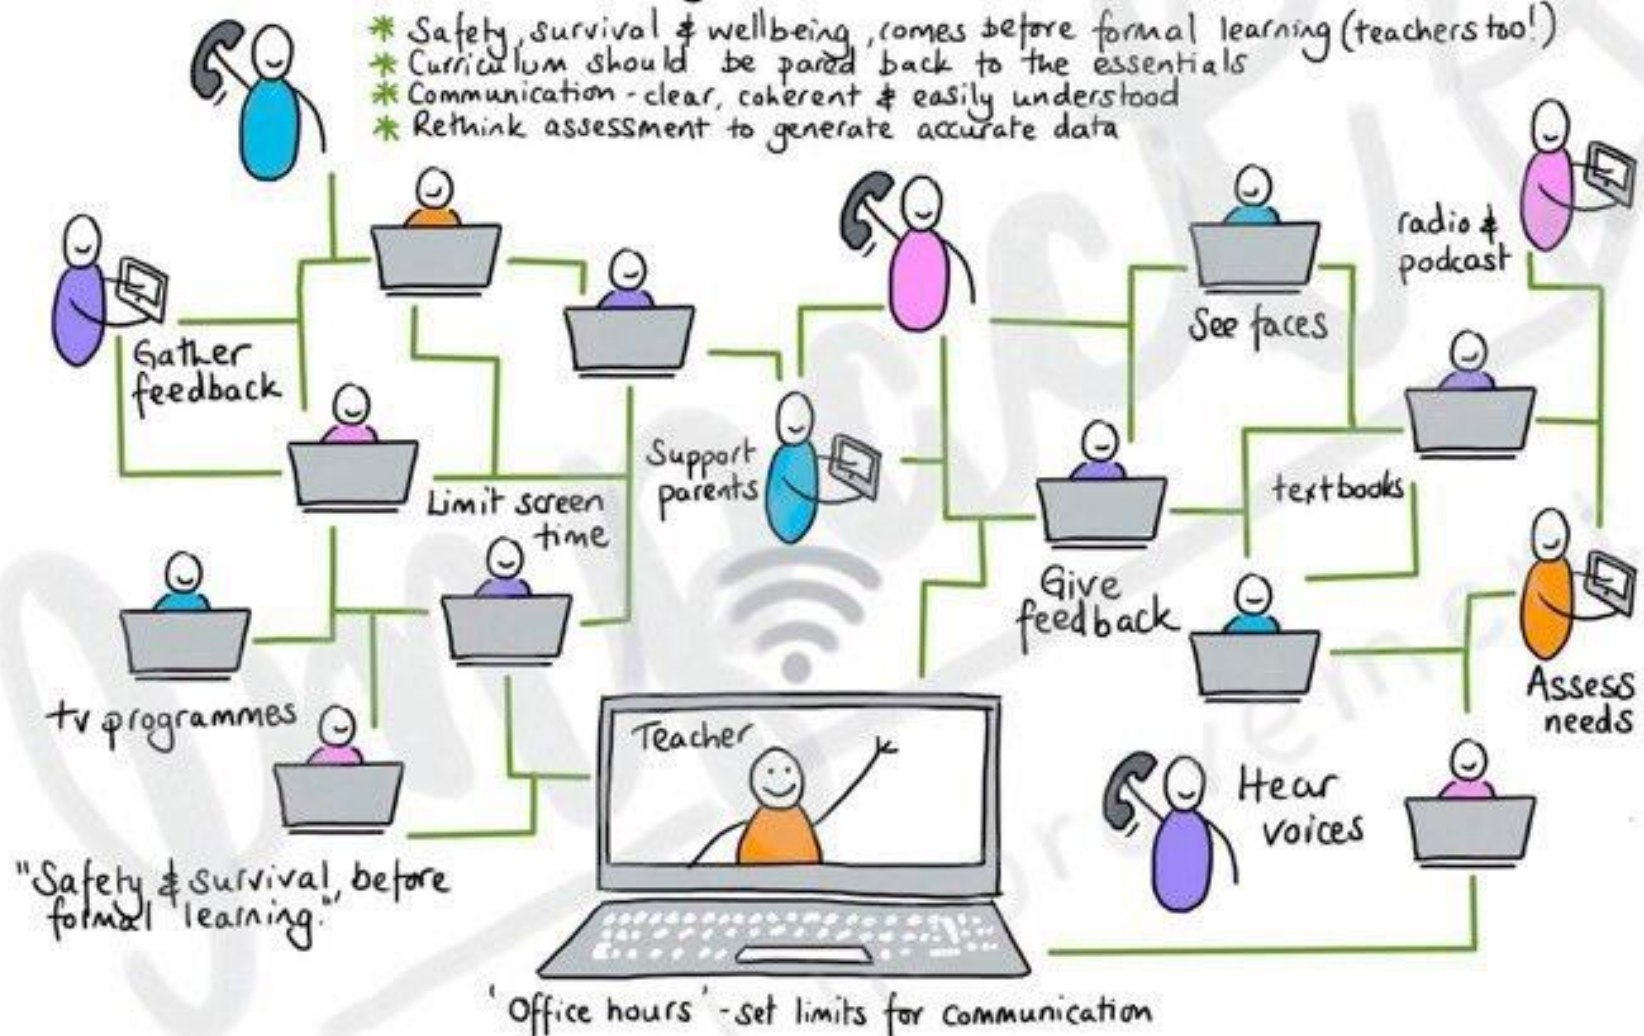 * Safety, survival & wellbeing, comes before formal learning (teachers too!)
* Curriculum should be pared back to the essentials
* Communication - clear, coherent & easily understood
* Rethink assessment to generate accurate data
radio &
podcast
See faces
Gather
feedback
Support
parents
Limit screen
time
textbooks
Give
feedback
Assess
needs
tv programmes
Teacher
Hear
voices
"Safety & survival, before
formal learning."
'Office hours' - set limits for communication